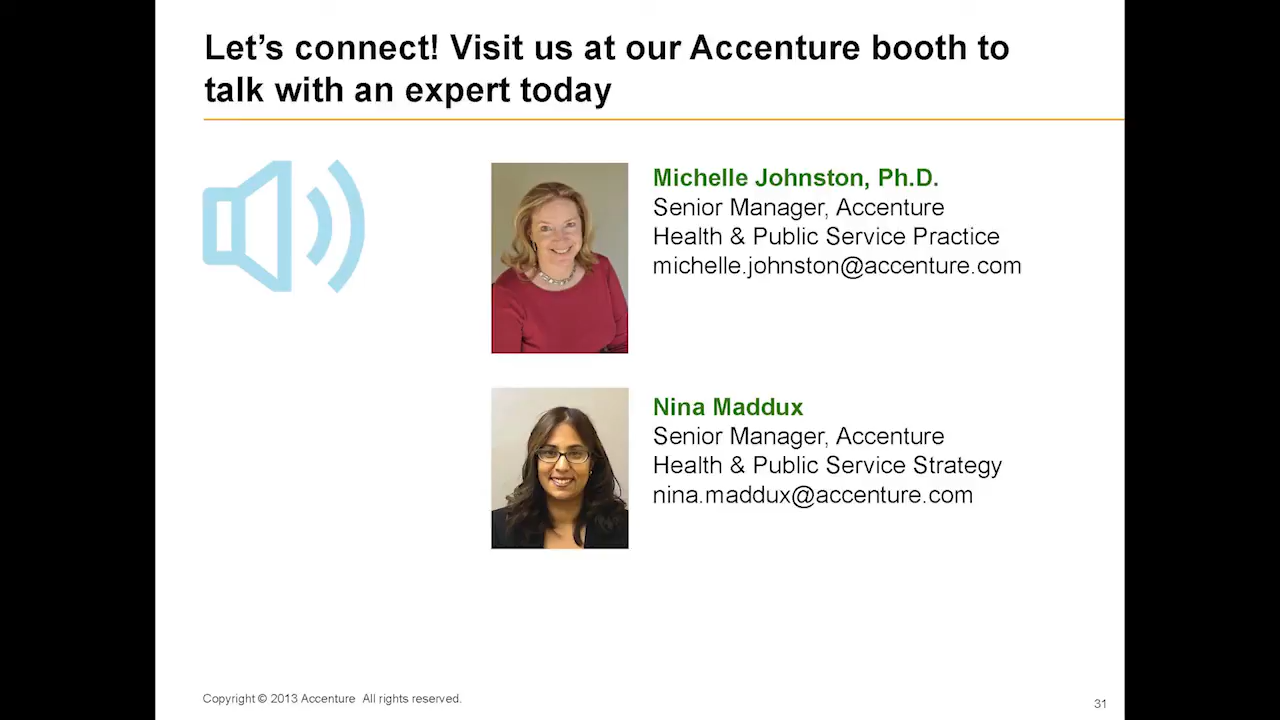 Let's connect! Visit us at our Accenture booth to
talk with an expert today
Michelle Johnston, Ph.D.
Senior Manager, Accenture
Health & Public Service Practice
michelle.johnston@accenture.com
Nina Maddux
Senior Manager, Accenture
Health & Public Service Strategy
nina.maddux@accenture.com
Copyright © 2013 Accenture All rights reserved.
31